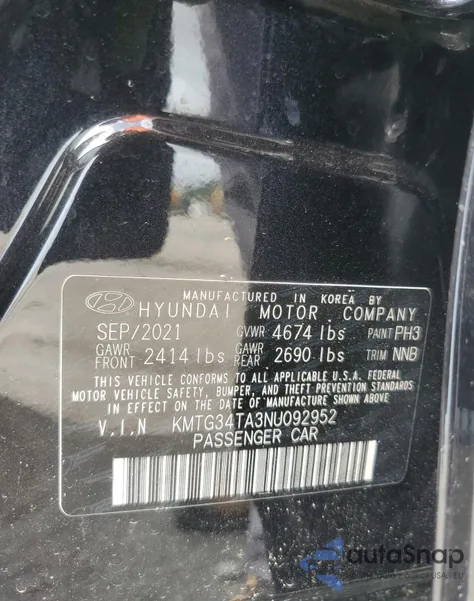 MANUFACTURED IN KOREA BY
HYUNDAI MOTOR COMPANY
SEP/2021 GVWR 4674 lbs PAINT PH3
GAWR FRONT 2414 lbs GAWR REAR 2690 lbs TRIM NNB
THIS VEHICLE CONFORMS TO ALL APPLICABLE U.S.A. FEDERAL
MOTOR VEHICLE SAFETY, BUMPER, AND THEFT PREVENTION STANDARDS
IN EFFECT ON THE DATE OF MANUFACTURE SHOWN ABOVE.
V.I.N KMTG34TA3NU092952
PASSENGER CAR
autoSnap